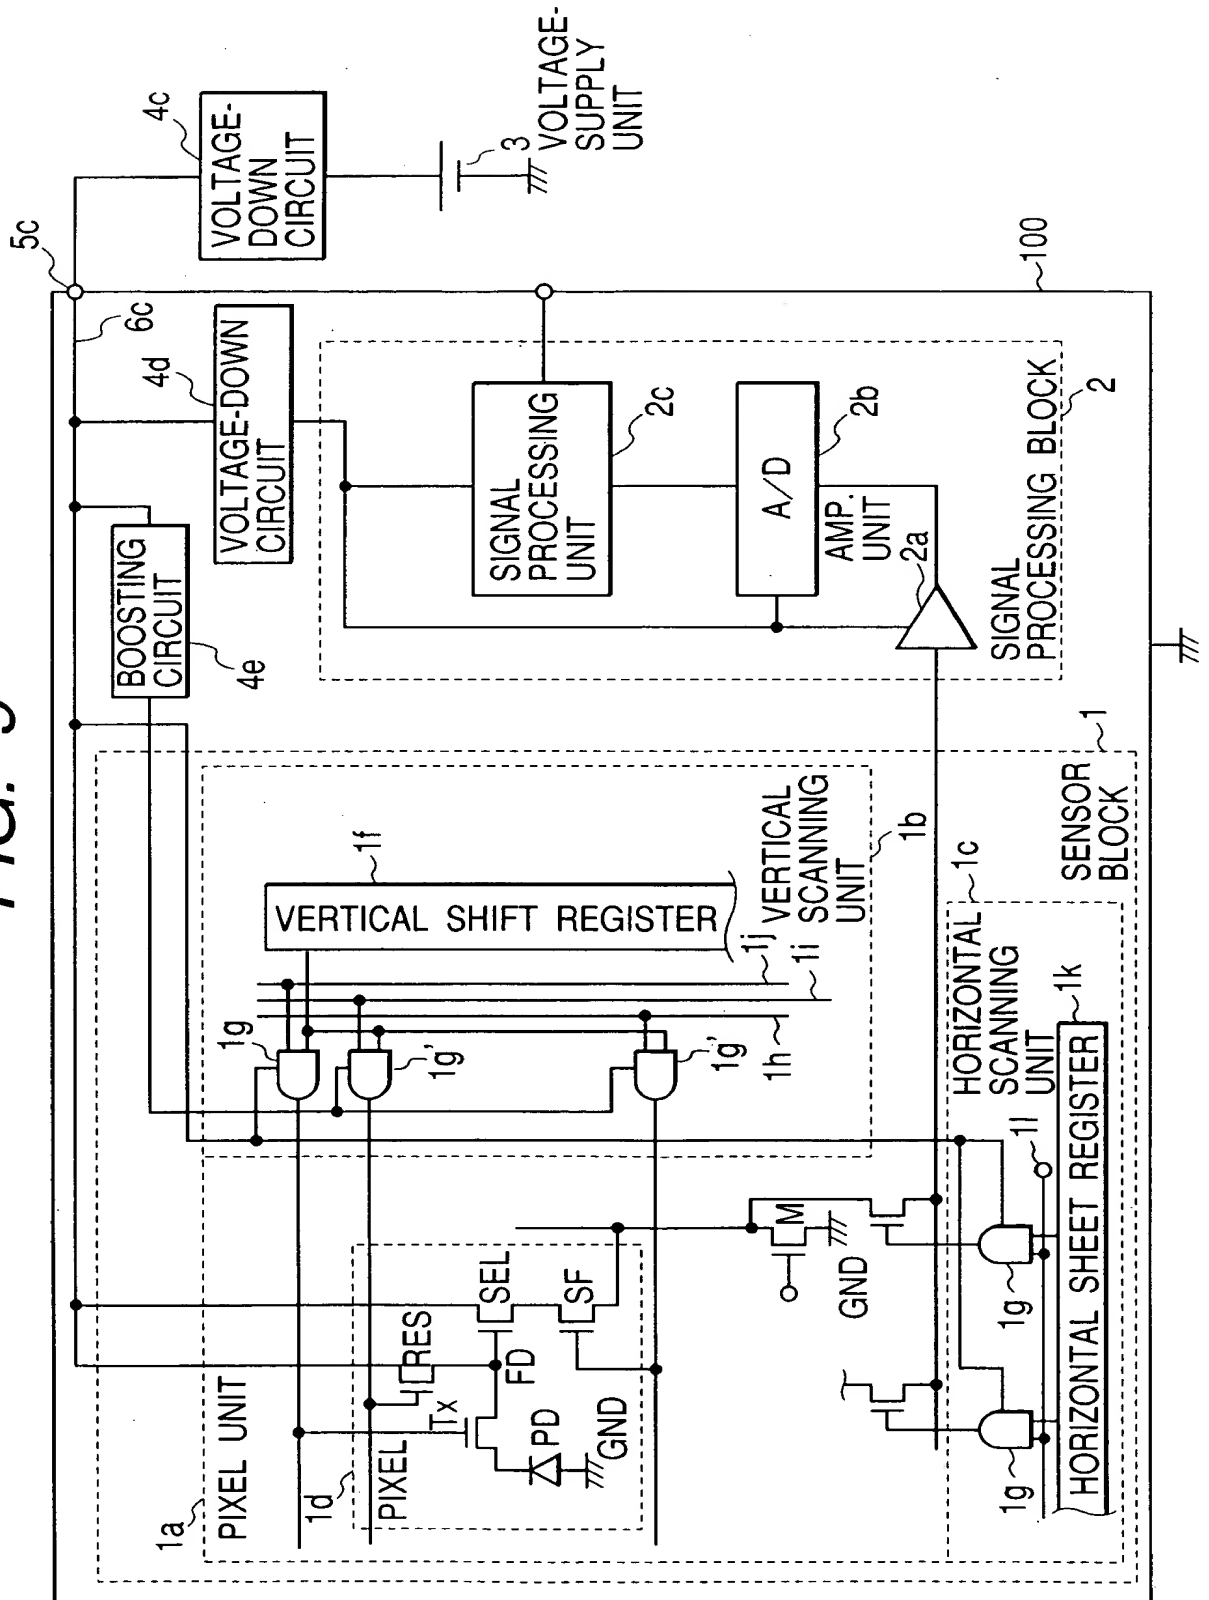 FIG. 9
5c
4c
VOLTAGE-
DOWN
CIRCUIT
3
VOLTAGE-
SUPPLY
UNIT
6c
4d
VOLTAGE-DOWN
CIRCUIT
100
BOOSTING
CIRCUIT
4e
SIGNAL
PROCESSING
UNIT
2c
A/D
2b
AMP.
UNIT
2a
SIGNAL
PROCESSING BLOCK
2
1
SENSOR
BLOCK
1f
VERTICAL SHIFT REGISTER
VERTICAL
SCANNING
UNIT
1b
1j
1i
1h
1g
1g'
1g'
1a
PIXEL UNIT
1d
PIXEL
Tx
RES
FD
SEL
SF
PD
GND
M
GND
1c
HORIZONTAL
SCANNING
UNIT
1k
1l
1g
1g
HORIZONTAL SHEET REGISTER